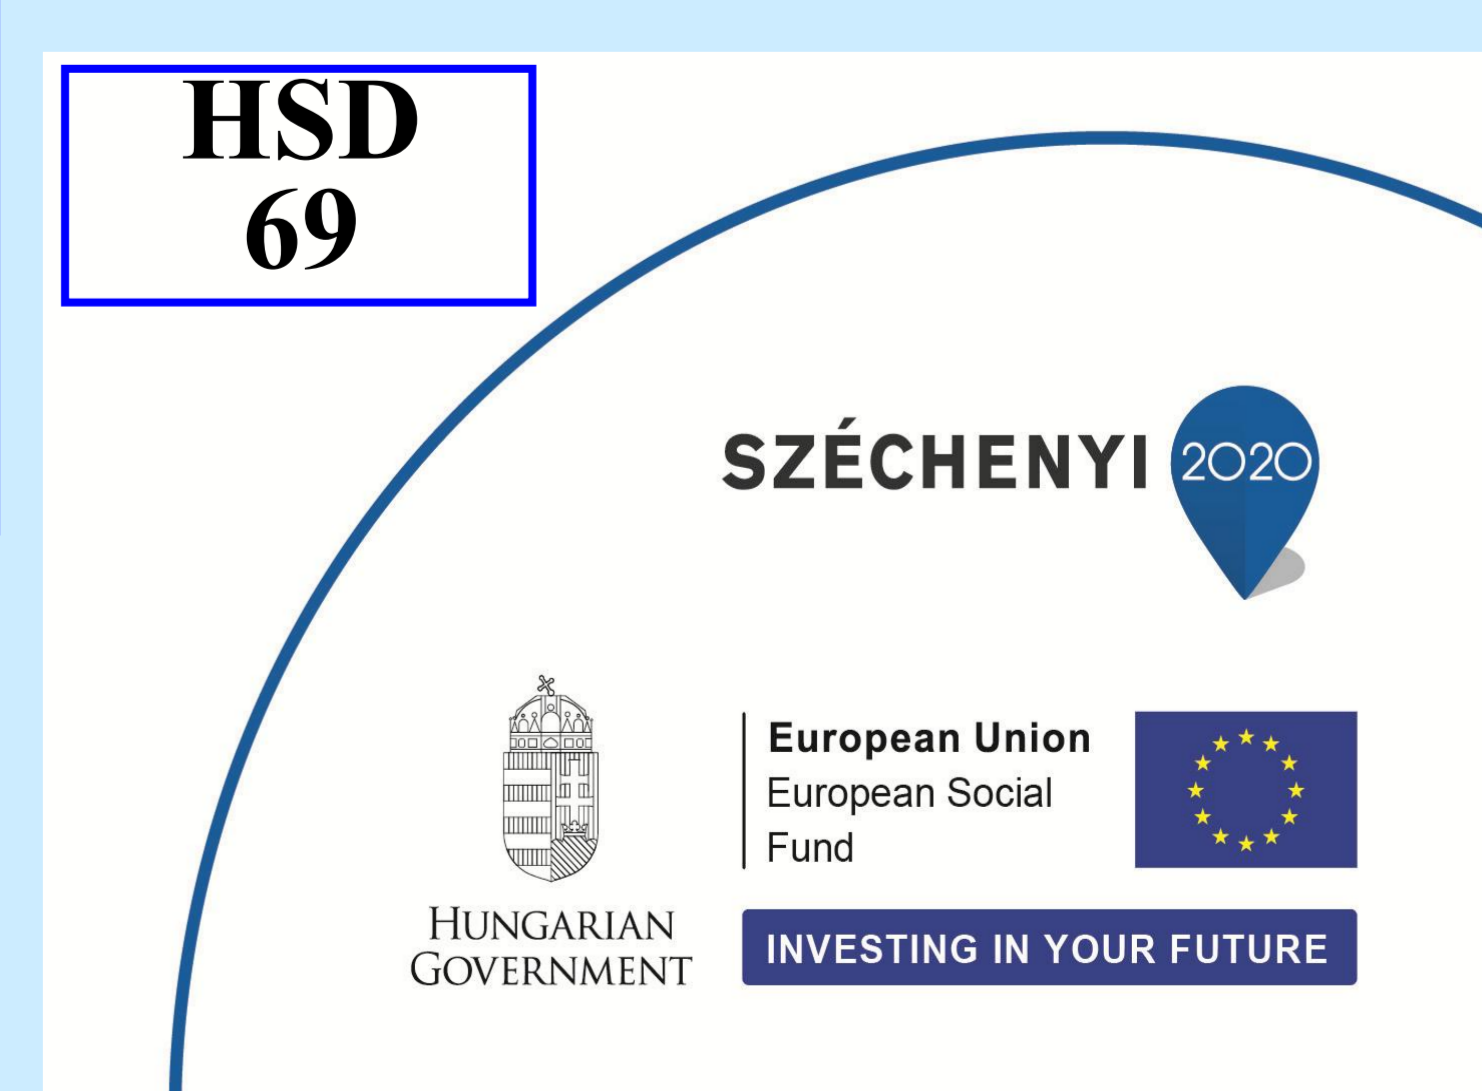 HSD
69
SZÉCHENYI 2020
European Union
European Social
Fund
HUNGARIAN
GOVERNMENT
INVESTING IN YOUR FUTURE